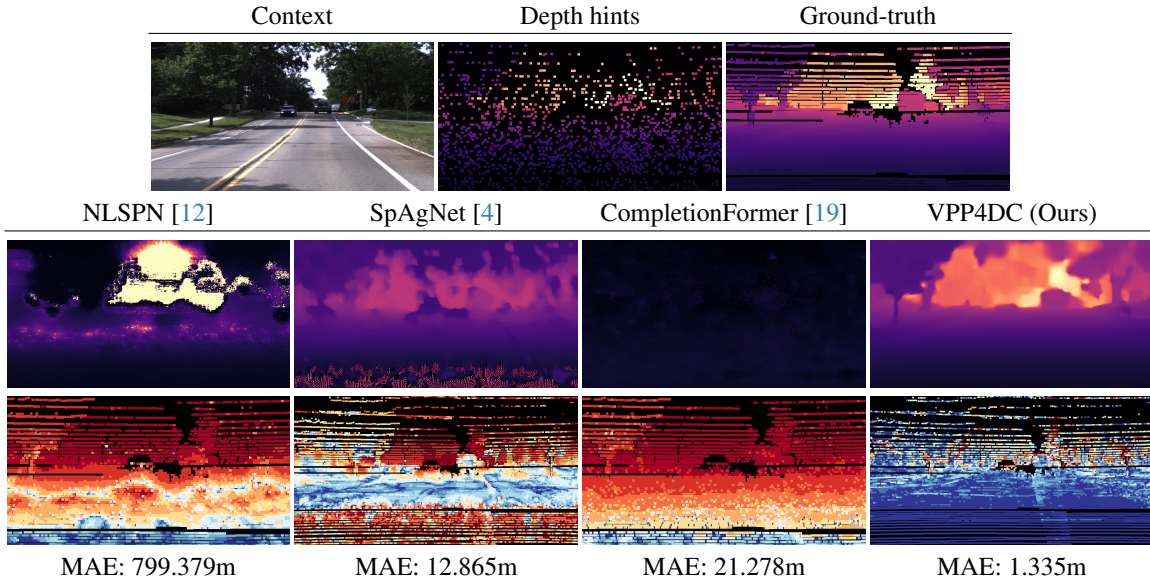 Context Depth hints Ground-truth
NLSPN [12] SpAgNet [4] CompletionFormer [19] VPP4DC (Ours)
MAE: 799.379m MAE: 12.865m MAE: 21.278m MAE: 1.335m